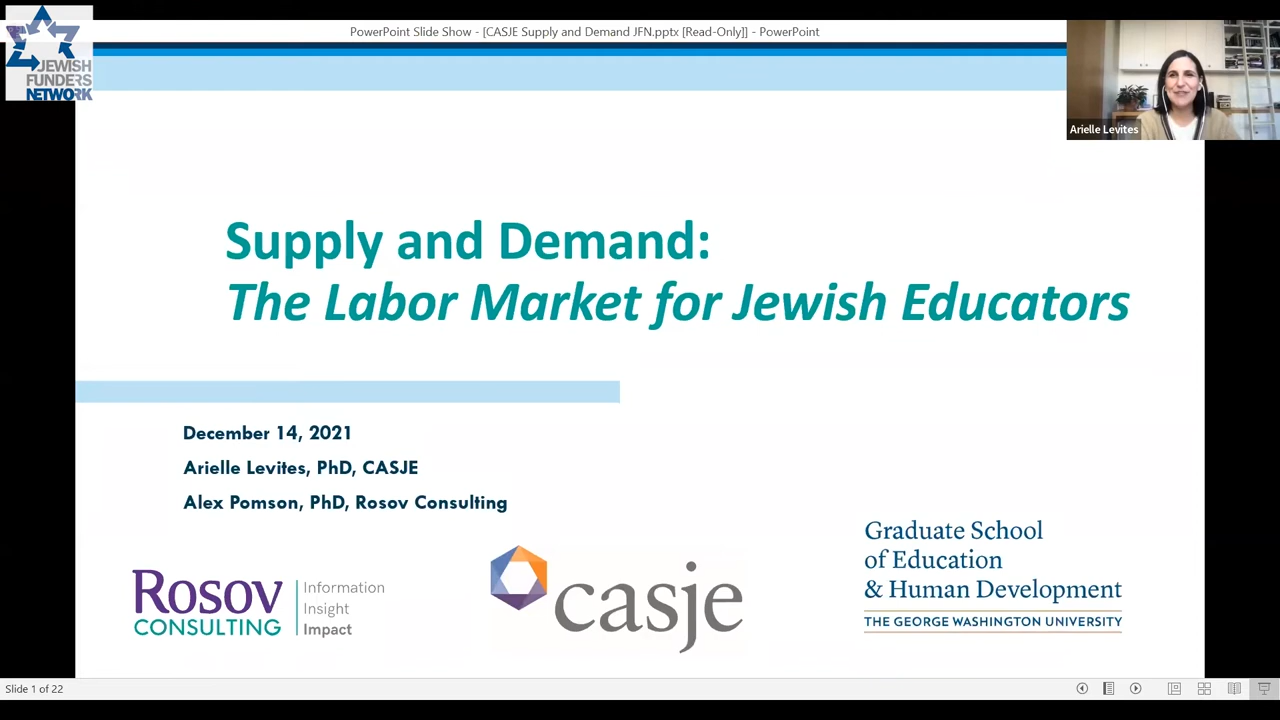 PowerPoint Slide Show - [CASJE Supply and Demand JFN.pptx [Read-Only]] - PowerPoint
JEWISH
FUNDERS
NETWORK
Arielle Levites
Supply and Demand:
The Labor Market for Jewish Educators
December 14, 2021
Arielle Levites, PhD, CASJE
Alex Pomson, PhD, Rosov Consulting
Rosov
CONSULTING
Information
Insight
Impact
casje
Graduate School
of Education
& Human Development
THE GEORGE WASHINGTON UNIVERSITY
Slide 1 of 22